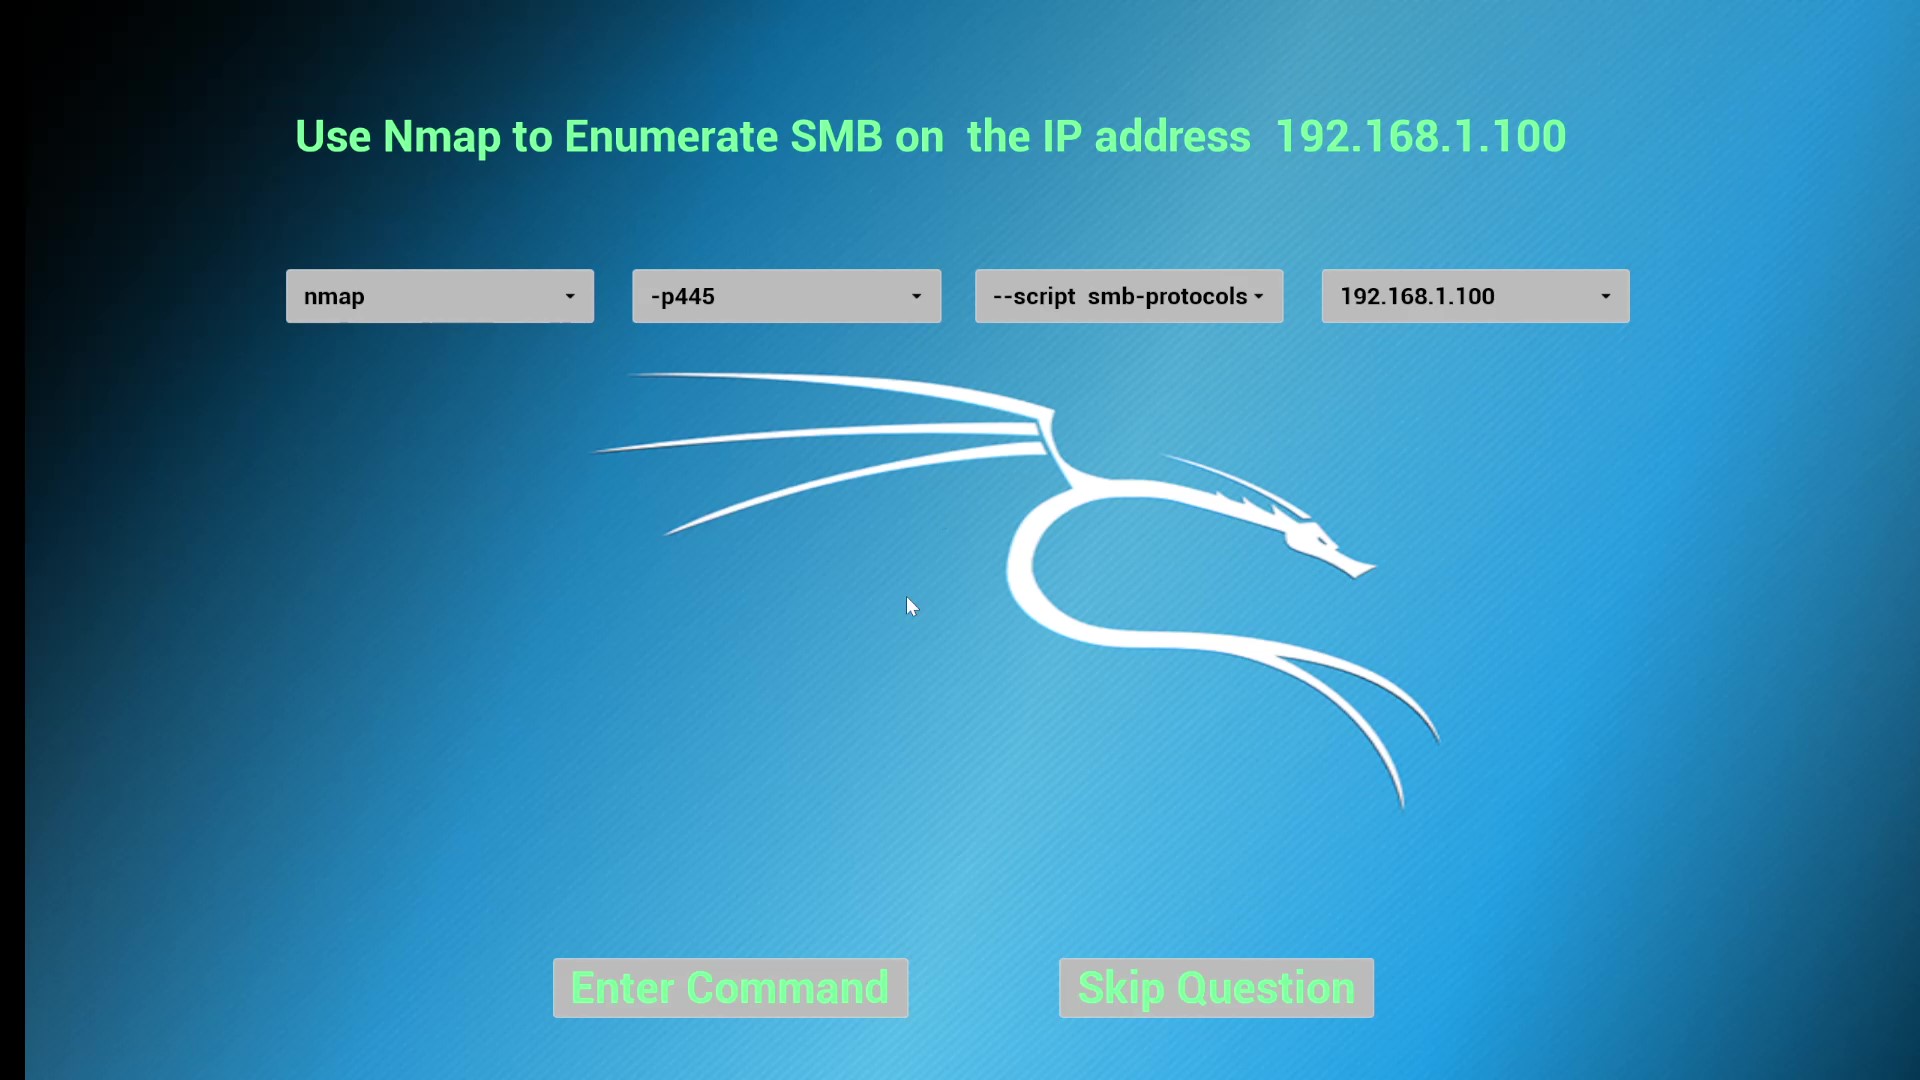 Use Nmap to Enumerate SMB on the IP address 192.168.1.100
nmap
-p445
--script smb-protocols
192.168.1.100
Enter Command
Skip Question